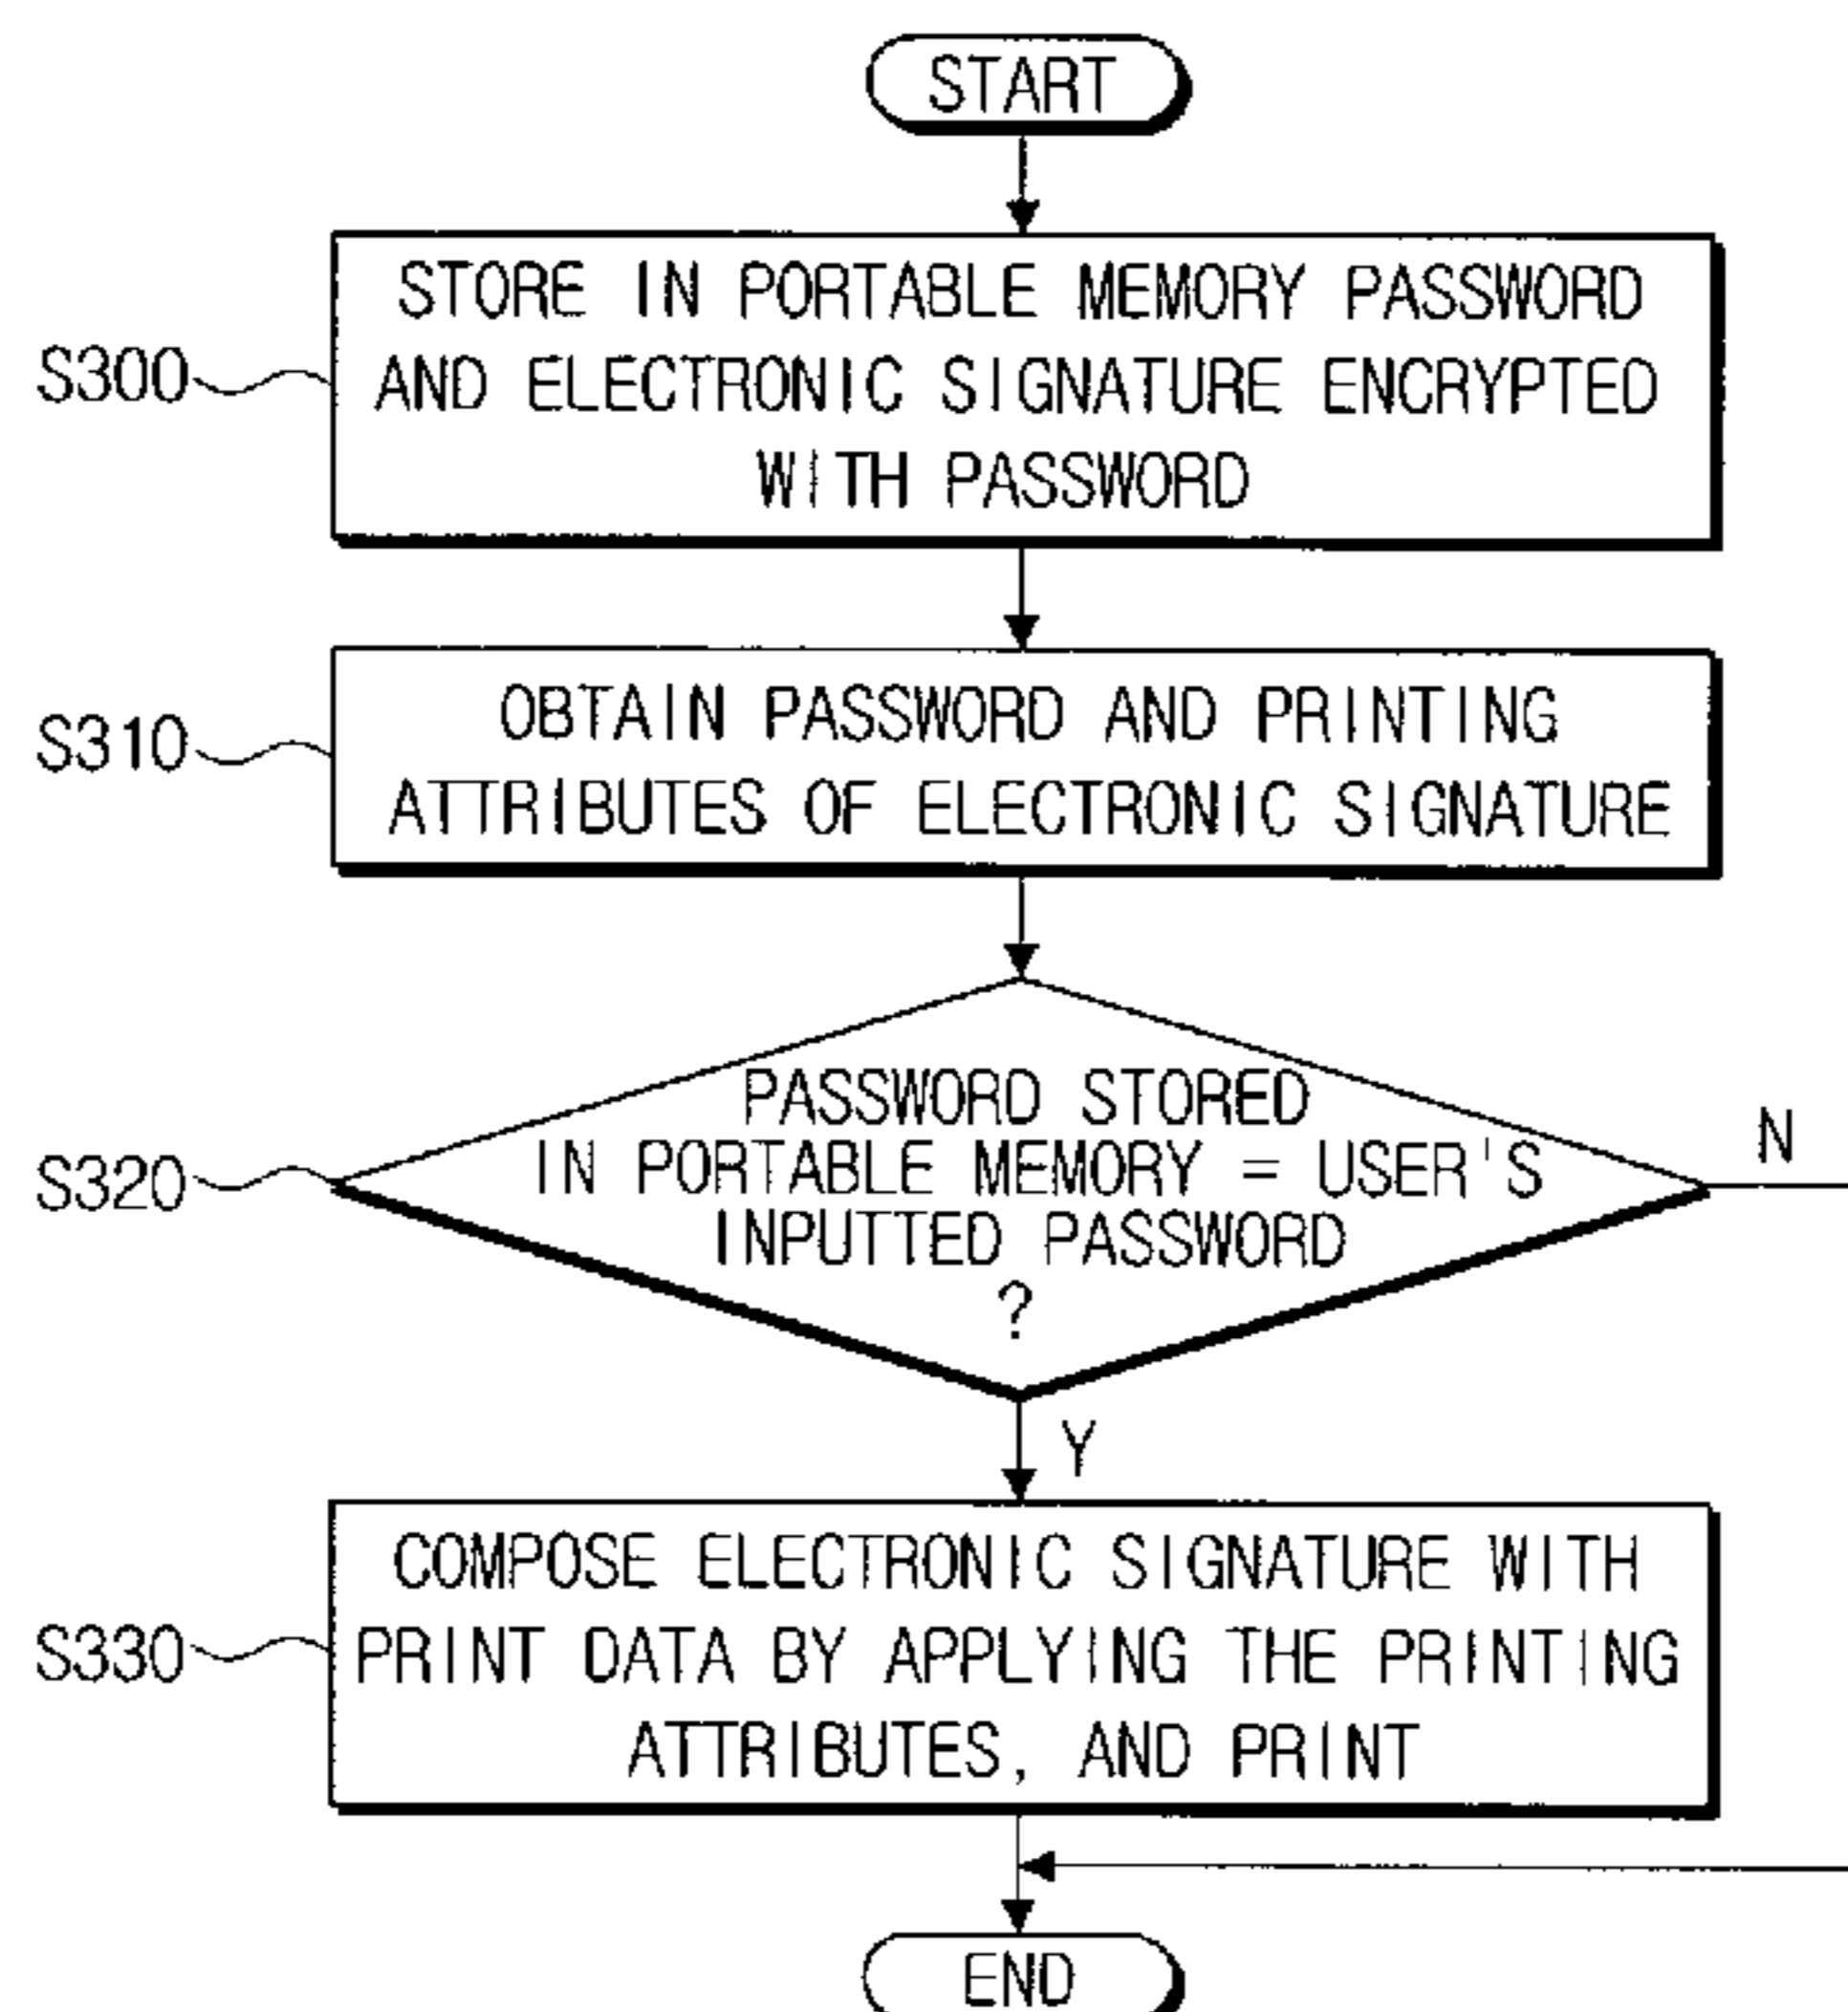 START
S300
STORE IN PORTABLE MEMORY PASSWORD
AND ELECTRONIC SIGNATURE ENCRYPTED
WITH PASSWORD
S310
OBTAIN PASSWORD AND PRINTING
ATTRIBUTES OF ELECTRONIC SIGNATURE
S320
PASSWORD STORED
IN PORTABLE MEMORY = USER'S
INPUTTED PASSWORD
?
N
Y
S330
COMPOSE ELECTRONIC SIGNATURE WITH
PRINT DATA BY APPLYING THE PRINTING
ATTRIBUTES, AND PRINT
END